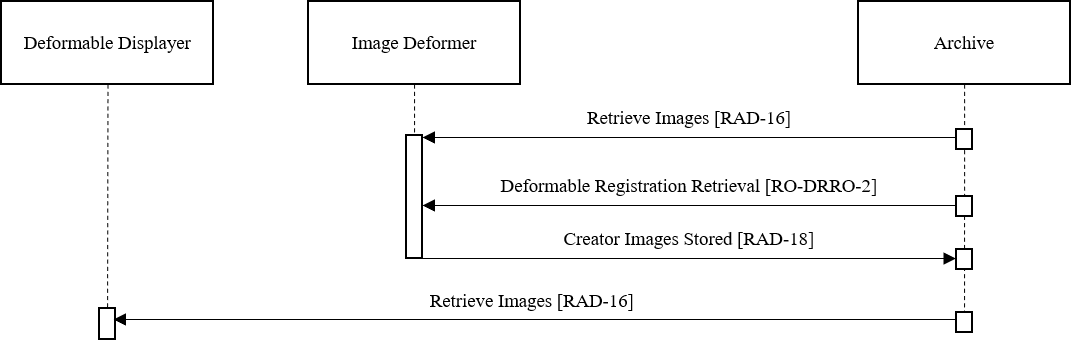 Deformable Displayer
Image Deformer
Archive
Retrieve Images [RAD-16]
Deformable Registration Retrieval [RO-DRRO-2]
Creator Images Stored [RAD-18]
Retrieve Images [RAD-16]